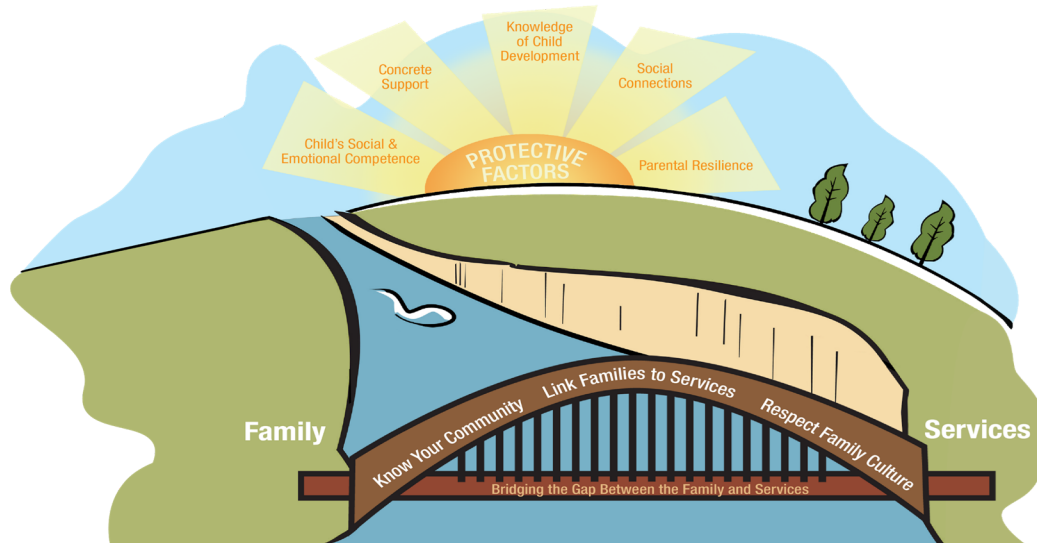 Knowledge
of Child
Development
Concrete
Support
Social
Connections
Child's Social &
Emotional Competence
PROTECTIVE
FACTORS
Parental Resilience
Know Your Community
Link Families to Services
Respect Family Culture
Family
Services
Bridging the Gap Between the Family and Services